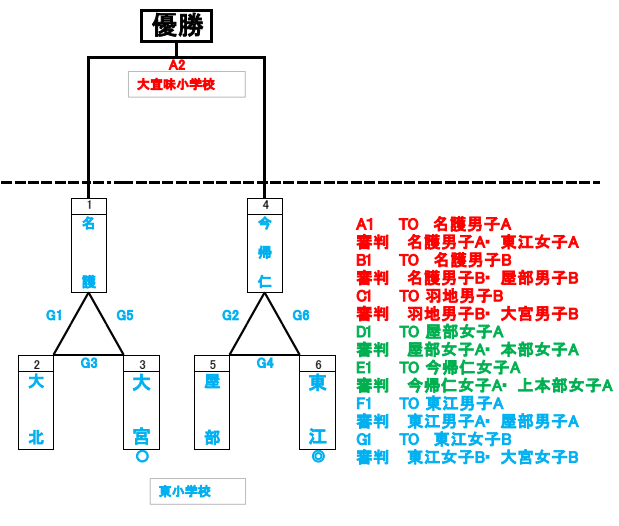 優勝
A2
大宜味小学校
1
名護
4
今帰仁
G1
G5
G2
G6
G3
G4
2
大北
3
大宮
○
5
屋部
6
東江
◎
東小学校
A1 TO 名護男子A
審判 名護男子A・ 東江女子A
B1 TO 名護男子B
審判 名護男子B・ 屋部男子B
C1 TO 羽地男子B
審判 羽地男子B・ 大宮男子B
D1 TO 屋部女子A
審判 屋部女子A・ 本部女子A
E1 TO 今帰仁女子A
審判 今帰仁女子A・ 上本部女子A
F1 TO 東江男子A
審判 東江男子A・ 屋部男子A
G1 TO 東江女子B
審判 東江女子B・ 大宮女子B